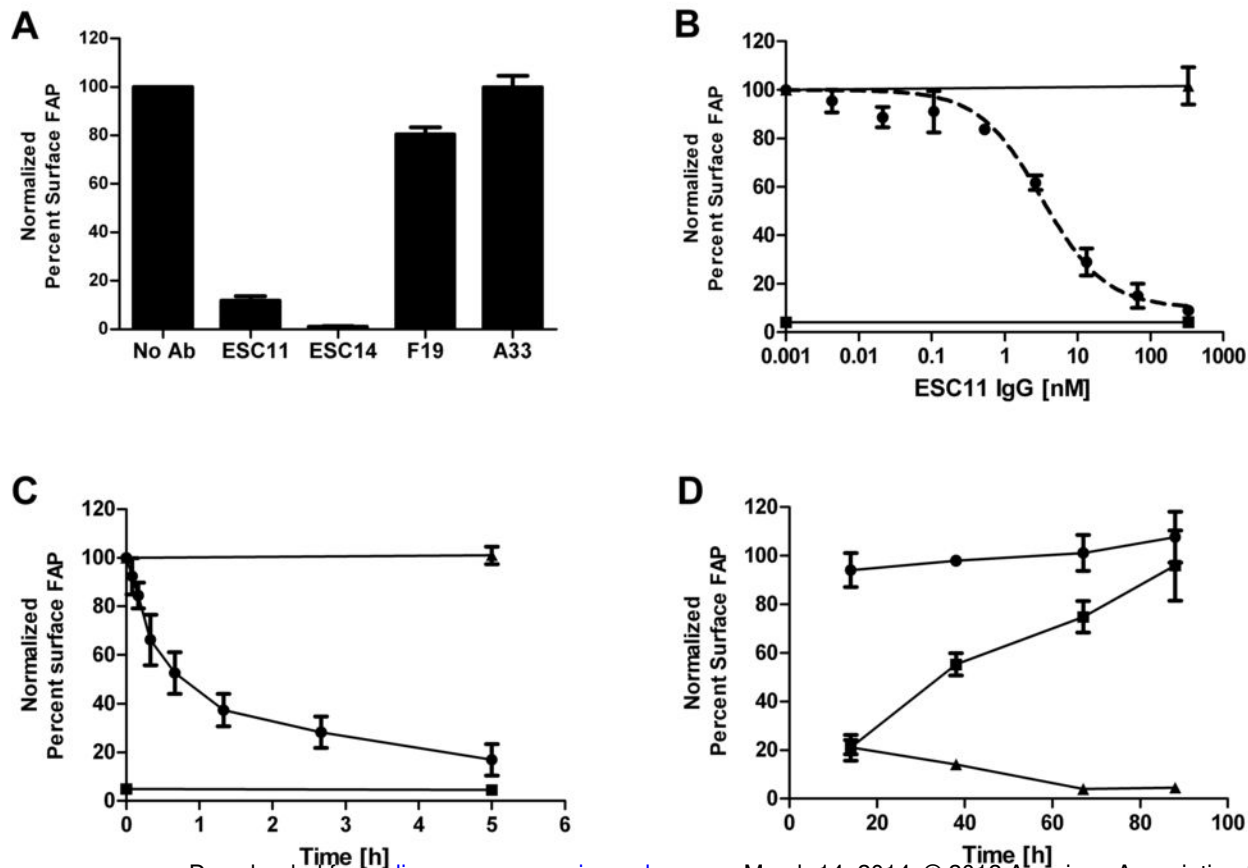 A
120
100
80
60
40
20
0
Normalized
Percent Surface FAP
No Ab ESC11 ESC14 F19 A33
B
120
100
80
60
40
20
0
Normalized
Percent Surface FAP
0.001 0.01 0.1 1 10 100 1000
ESC11 IgG [nM]
C
120
100
80
60
40
20
0
Normalized
Percent surface FAP
0 1 2 3 4 5 6
Time [h]
D
120
100
80
60
40
20
0
Normalized
Percent Surface FAP
0 20 40 60 80 100
Time [h]